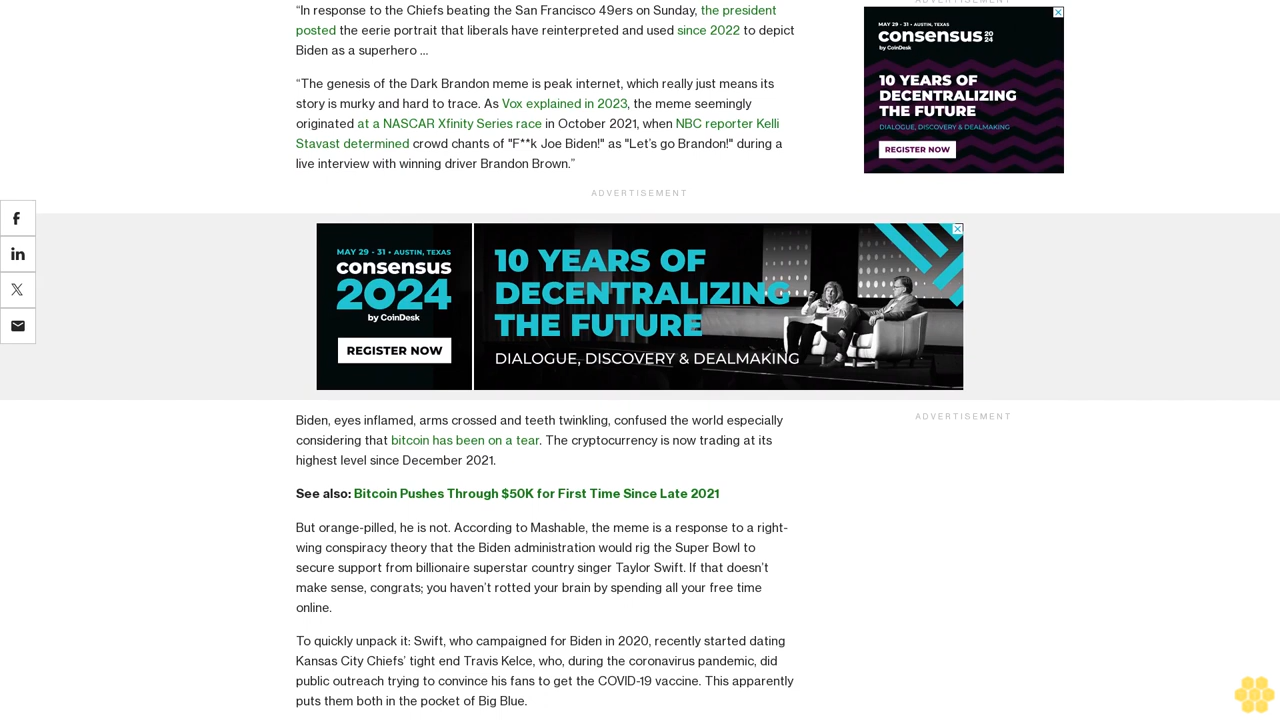 “In response to the Chiefs beating the San Francisco 49ers on Sunday, the president
posted the eerie portrait that liberals have reinterpreted and used since 2022 to depict
Biden as a superhero ...
“The genesis of the Dark Brandon meme is peak internet, which really just means its
story is murky and hard to trace. As Vox explained in 2023, the meme seemingly
originated at a NASCAR Xfinity Series race in October 2021, when NBC reporter Kelli
Stavast determined crowd chants of "F**k Joe Biden!" as "Let’s go Brandon!" during a
live interview with winning driver Brandon Brown.”
ADVERTISEMENT
MAY 29 - 31 • AUSTIN, TEXAS
consensus 20
24
by CoinDesk
10 YEARS OF
DECENTRALIZING
THE FUTURE
DIALOGUE, DISCOVERY & DEALMAKING
REGISTER NOW
ADVERTISEMENT
MAY 29 - 31 • AUSTIN, TEXAS
consensus
2024
by CoinDesk
REGISTER NOW
10 YEARS OF
DECENTRALIZING
THE FUTURE
DIALOGUE, DISCOVERY & DEALMAKING
Biden, eyes inflamed, arms crossed and teeth twinkling, confused the world especially
considering that bitcoin has been on a tear. The cryptocurrency is now trading at its
highest level since December 2021.
See also: Bitcoin Pushes Through $50K for First Time Since Late 2021
But orange-pilled, he is not. According to Mashable, the meme is a response to a right-
wing conspiracy theory that the Biden administration would rig the Super Bowl to
secure support from billionaire superstar country singer Taylor Swift. If that doesn’t
make sense, congrats; you haven’t rotted your brain by spending all your free time
online.
To quickly unpack it: Swift, who campaigned for Biden in 2020, recently started dating
Kansas City Chiefs’ tight end Travis Kelce, who, during the coronavirus pandemic, did
public outreach trying to convince his fans to get the COVID-19 vaccine. This apparently
puts them both in the pocket of Big Blue.
ADVERTISEMENT